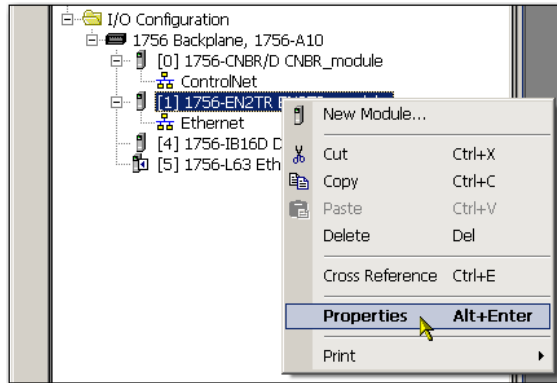 I/O Configuration
1756 Backplane, 1756-A10
[0] 1756-CNBR/D CNBR_module
ControlNet
[1] 1756-EN2TR
Ethernet
[4] 1756-IB16D D
[5] 1756-L63 Eth
New Module...
Cut Ctrl+X
Copy Ctrl+C
Paste Ctrl+V
Delete Del
Cross Reference Ctrl+E
Properties Alt+Enter
Print